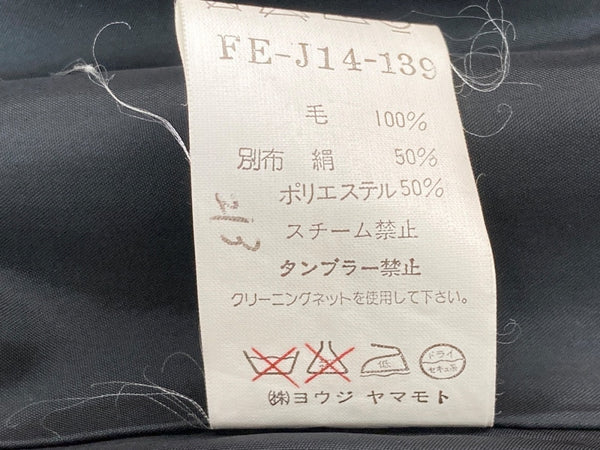 FE-J14-139
毛 100%
別布 絹 50%
ポリエステル50%
スチーム禁止
タンブラー禁止
クリーニングネットを使用して下さい。
低
ドライ
セキユ系
㈱ヨウジ ヤマモト